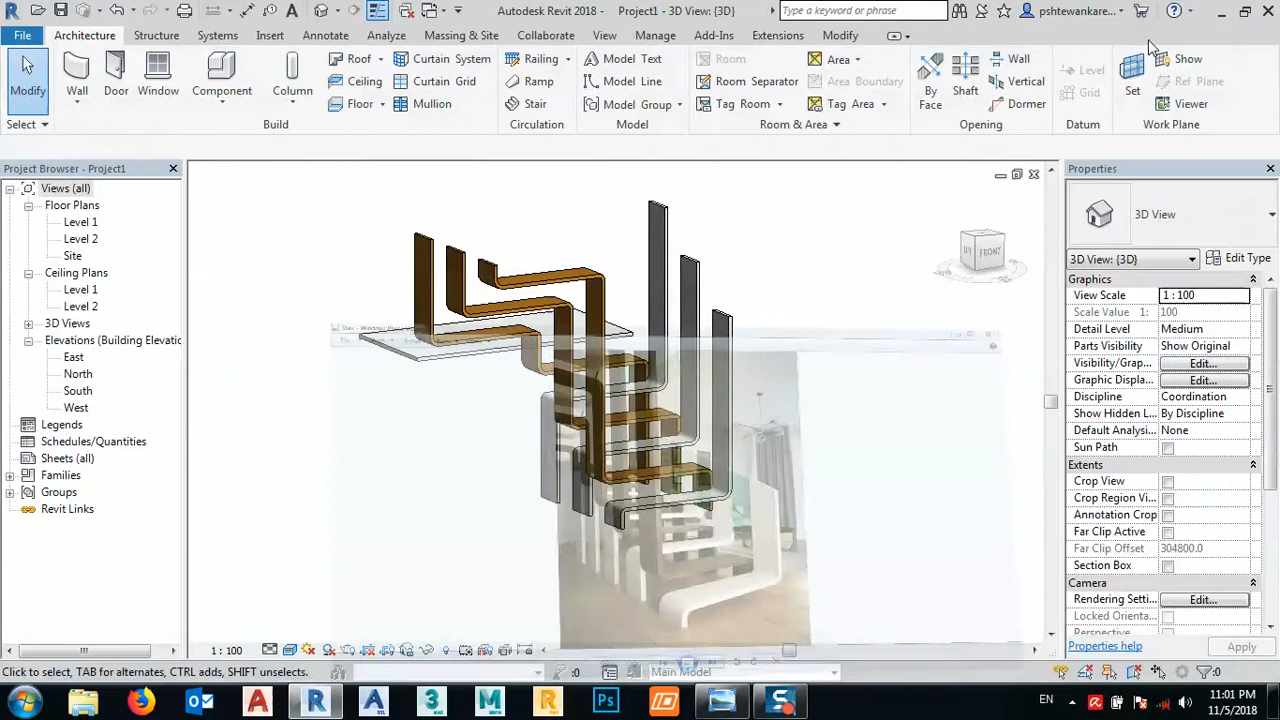 Autodesk Revit 2018 - Project1 - 3D View: {3D}
Type a keyword or phrase
pshtewankare...
File Architecture Structure Systems Insert Annotate Analyze Massing & Site Collaborate View Manage Add-Ins Extensions Modify
Modify
Select
Wall
Door
Window
Component
Column
Roof
Ceiling
Floor
Curtain System
Curtain Grid
Mullion
Build
Railing
Ramp
Stair
Circulation
Model Text
Model Line
Model Group
Model
Room
Room Separator
Tag Room
Area
Area Boundary
Tag Area
Room & Area
By
Face
Shaft
Wall
Vertical
Dormer
Opening
Level
Grid
Datum
Set
Show
Ref Plane
Viewer
Work Plane
Project Browser - Project1
Views (all)
Floor Plans
Level 1
Level 2
Site
Ceiling Plans
Level 1
Level 2
3D Views
Elevations (Building Elevatio
East
North
South
West
Legends
Schedules/Quantities
Sheets (all)
Families
Groups
Revit Links
FRONT
Properties
3D View
3D View: {3D}
Edit Type
Graphics
View Scale 1 : 100
Scale Value 1: 100
Detail Level Medium
Parts Visibility Show Original
Visibility/Grap... Edit...
Graphic Displa... Edit...
Discipline Coordination
Show Hidden L... By Discipline
Default Analysi... None
Sun Path
Extents
Crop View
Crop Region Vi...
Annotation Crop
Far Clip Active
Far Clip Offset 304800.0
Section Box
Camera
Rendering Setti... Edit...
Locked Orienta...
Perspective
Properties help
Apply
1 : 100
Click to select, TAB for alternates, CTRL adds, SHIFT unselects.
:0
Main Model
:0
EN
11:01 PM
11/5/2018